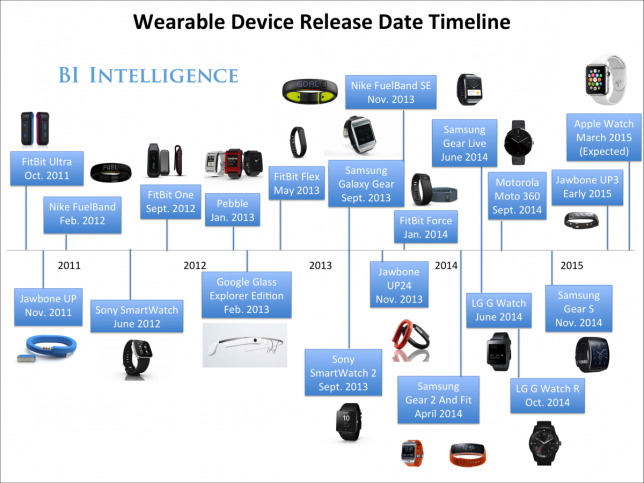 Wearable Device Release Date Timeline
BI INTELLIGENCE
FitBit Ultra
Oct. 2011
Nike FuelBand
Feb. 2012
FitBit One
Sept. 2012
Pebble
Jan. 2013
FitBit Flex
May 2013
Samsung
Galaxy Gear
Sept. 2013
Nike FuelBand SE
Nov. 2013
FitBit Force
Jan. 2014
Samsung
Gear Live
June 2014
Motorola
Moto 360
Sept. 2014
Apple Watch
March 2015
(Expected)
Jawbone UP3
Early 2015
2011
2012
2013
2014
2015
Jawbone UP
Nov. 2011
Sony SmartWatch
June 2012
Google Glass
Explorer Edition
Feb. 2013
Sony
SmartWatch 2
Sept. 2013
Jawbone
UP24
Nov. 2013
Samsung
Gear 2 And Fit
April 2014
LG G Watch
June 2014
LG G Watch R
Oct. 2014
Samsung
Gear S
Nov. 2014
FUEL
GOAL
10